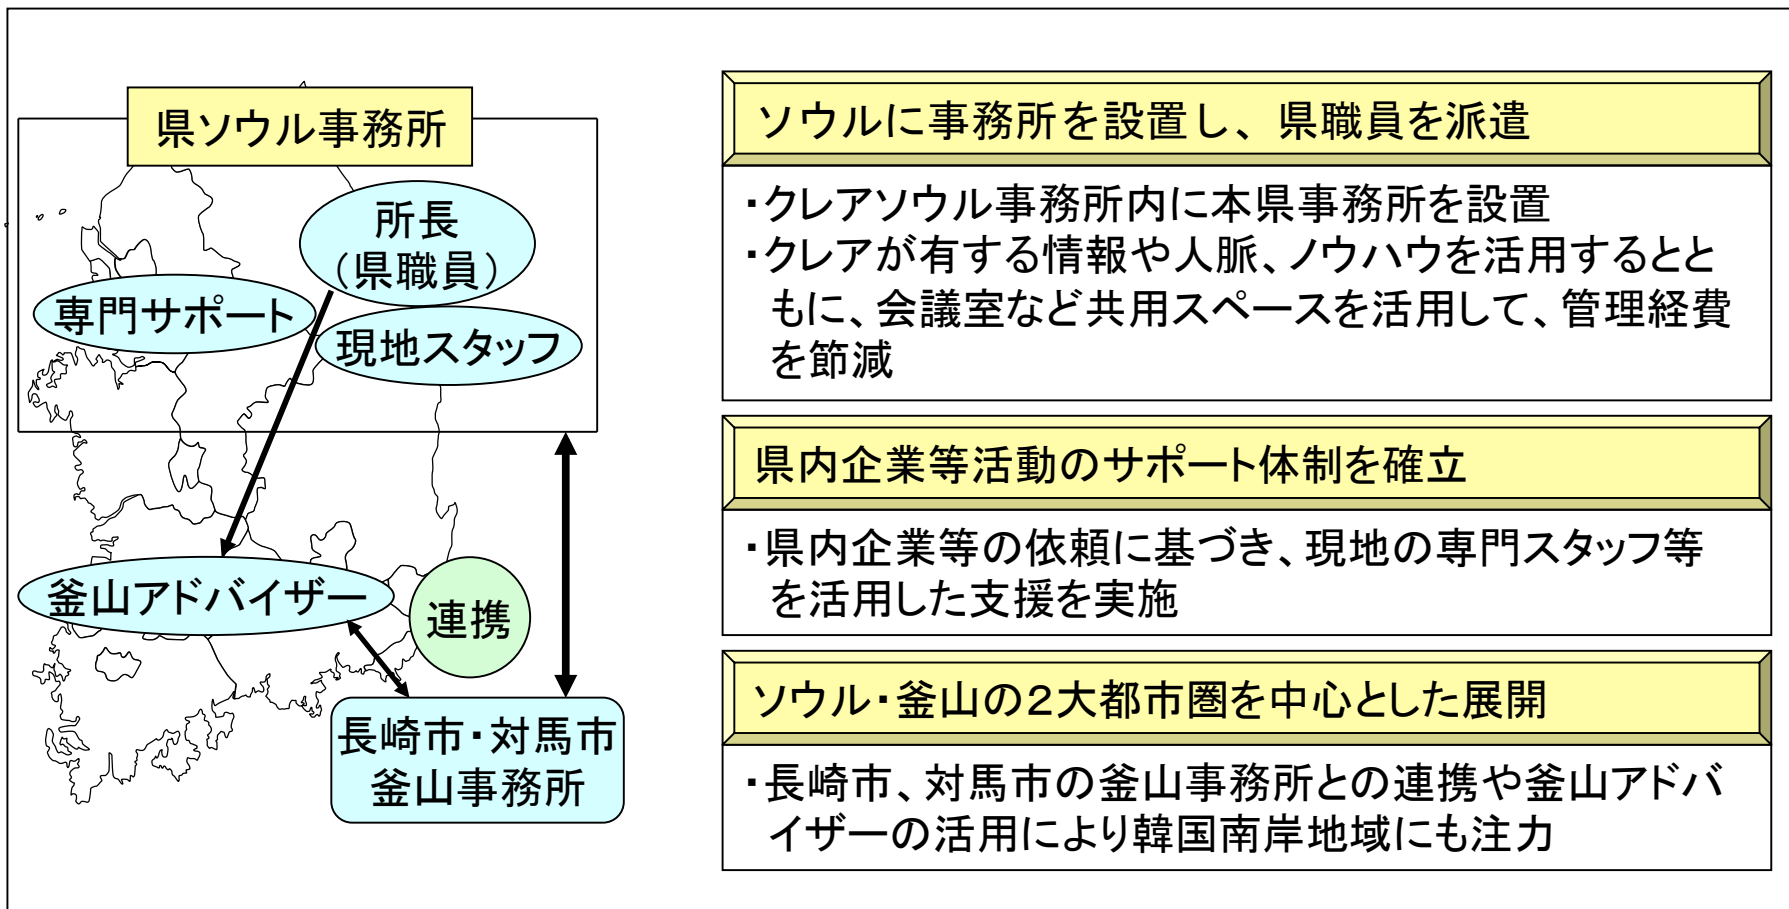 県ソウル事務所
所長
（県職員）
専門サポート
現地スタッフ
釜山アドバイザー
連携
長崎市・対馬市
釜山事務所
ソウルに事務所を設置し、県職員を派遣
・クレアソウル事務所内に本県事務所を設置
・クレアが有する情報や人脈、ノウハウを活用するとと
もに、会議室など共用スペースを活用して、管理経費
を節減
県内企業等活動のサポート体制を確立
・県内企業等の依頼に基づき、現地の専門スタッフ等
を活用した支援を実施
ソウル・釜山の２大都市圏を中心とした展開
・長崎市、対馬市の釜山事務所との連携や釜山アドバ
イザーの活用により韓国南岸地域にも注力